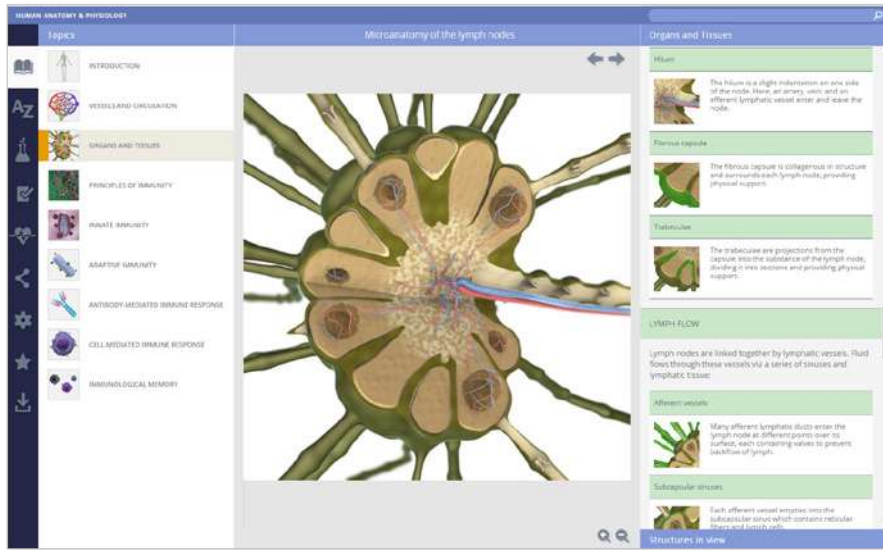 HUMAN ANATOMY & PHYSIOLOGY
Topics
INTRODUCTION
VESSELS AND CIRCULATION
ORGANS AND TISSUES
PRINCIPLES OF IMMUNITY
INNATE IMMUNITY
ADAPTIVE IMMUNITY
ANTIBODY-MEDIATED IMMUNE RESPONSE
CELL-MEDIATED IMMUNE RESPONSE
IMMUNOLOGICAL MEMORY
AZ
Microanatomy of the lymph nodes
Organs and Tissues
Hilum
The hilum is a slight indentation on one side
of the node. Here, an artery, vein, and an
efferent lymphatic vessel enter and leave the
node.
Fibrous capsule
The fibrous capsule is collagenous in structure
and surrounds each lymph node, providing
physical support.
Trabeculae
The trabeculae are projections from the
capsule into the substance of the lymph node,
dividing it into sections and providing physical
support.
LYMPH FLOW
Lymph nodes are linked together by lymphatic vessels. Fluid
flows through these vessels via a series of sinuses and
lymphatic tissue:
Afferent vessels
Many afferent lymphatic ducts enter the
lymph node at different points over its
surface, each containing valves to prevent
backflow of lymph.
Subcapsular sinuses
Each afferent vessel empties into the
subcapsular sinus which contains reticular
fibers and lymph cells.
Structures in view